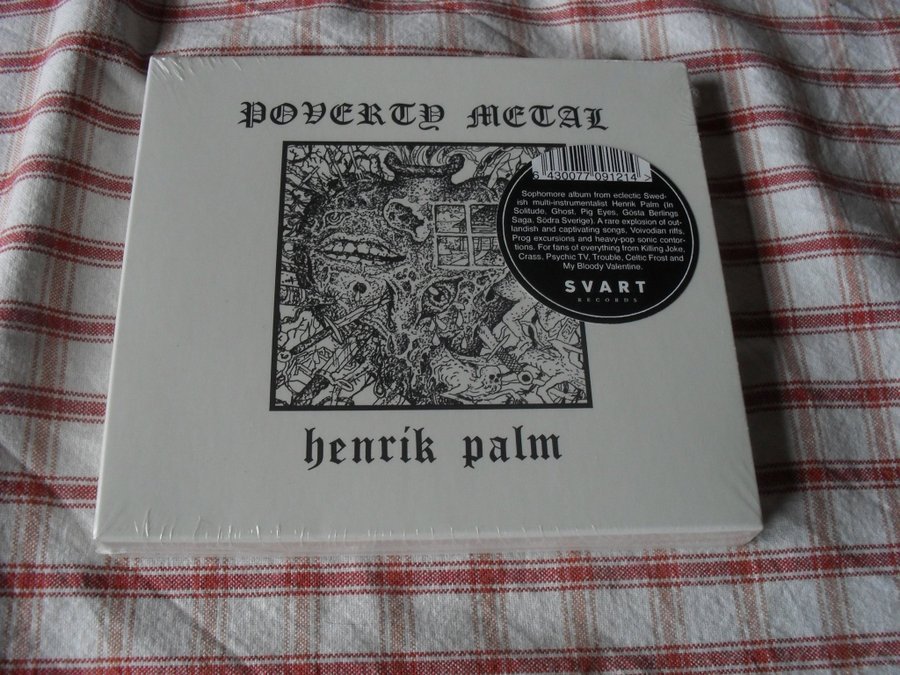 POVERTY METAL
6 430077 091214 >
Sophomore album from eclectic Swed-
ish multi-instrumentalist Henrik Palm (In
Solitude, Ghost, Pig Eyes, Gösta Berlings
Saga, Södra Sverige). A rare explosion of out-
landish and captivating songs, Voivodian riffs,
Prog excursions and heavy-pop sonic contor-
tions. For fans of everything from Killing Joke,
Crass, Psychic TV, Trouble, Celtic Frost and
My Bloody Valentine.
SVART
RECORDS
henrik palm